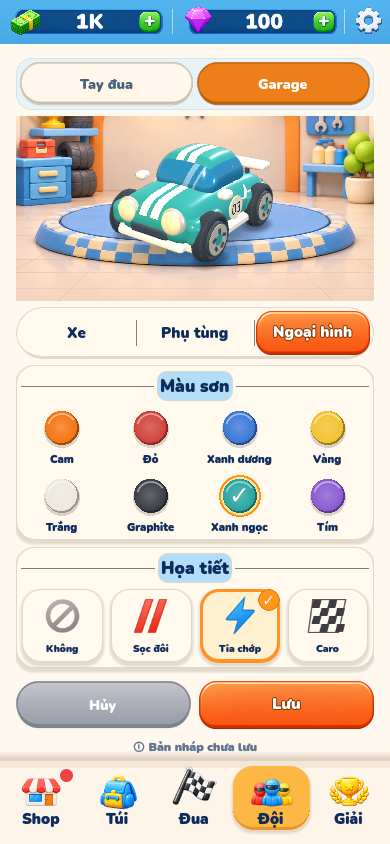 1K
100
Tay đua
Garage
03
Xe
Phụ tùng
Ngoại hình
Màu sơn
Cam
Đỏ
Xanh dương
Vàng
Trắng
Graphite
Xanh ngọc
Tím
Họa tiết
Không
Sọc đôi
Tia chớp
Caro
Hủy
Lưu
Bản nháp chưa lưu
Shop
Túi
Đua
Đội
Giải